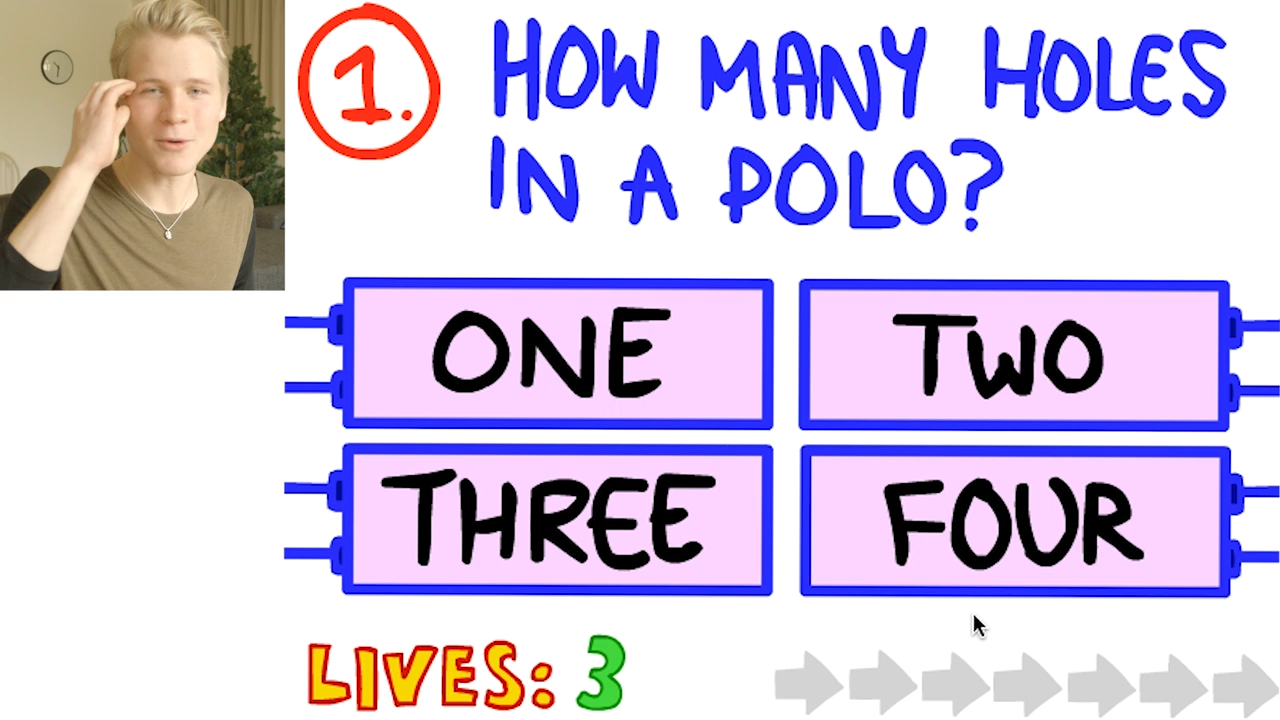 1.
HOW MANY HOLES
IN A POLO?
ONE
TWO
THREE
FOUR
LIVES: 3